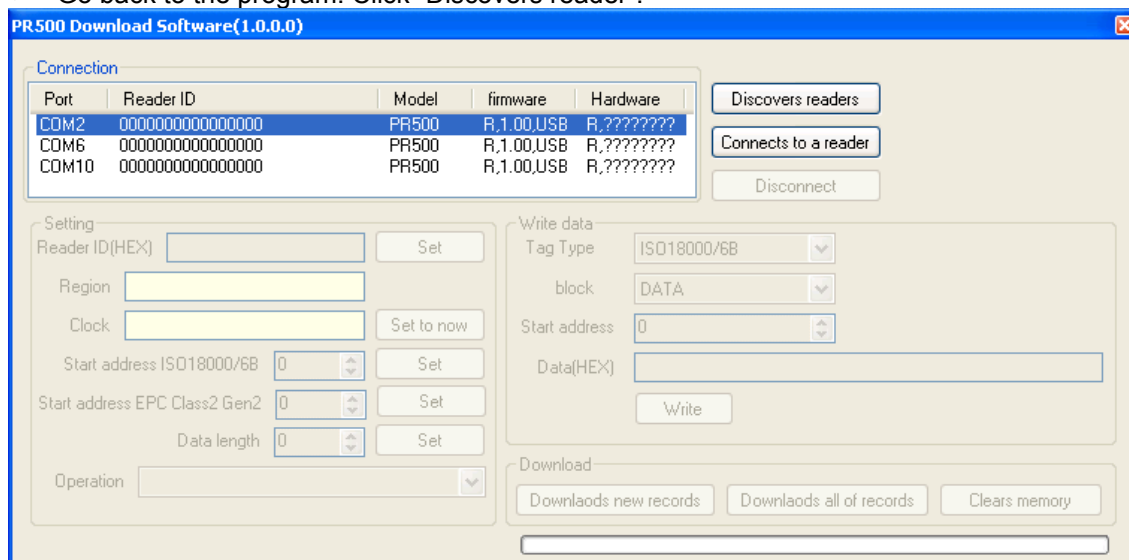 Go back to the program. Click "Discovers reader".
PR500 Download Software(1.0.0.0)
Connection
Port Reader ID Model firmware Hardware
COM2 0000000000000000 PR500 R,1.00,USB R,????????
COM6 0000000000000000 PR500 R,1.00,USB R,????????
COM10 0000000000000000 PR500 R,1.00,USB R,????????
Discovers readers
Connects to a reader
Disconnect
Setting
Reader ID(HEX) Set
Region
Clock Set to now
Start address ISO18000/6B 0 Set
Start address EPC Class2 Gen2 0 Set
Data length 0 Set
Operation
Write data
Tag Type ISO18000/6B
block DATA
Start address 0
Data(HEX)
Write
Download
Downlaods new records Downlaods all of records Clears memory